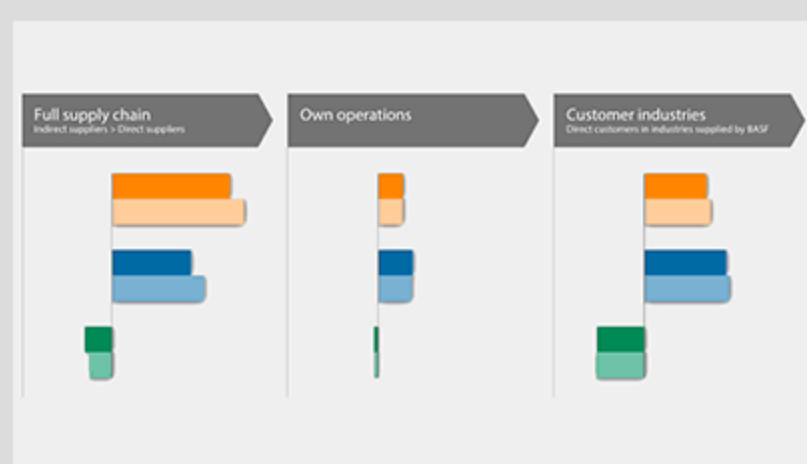 Full supply chain
Indirect suppliers > Direct suppliers
Own operations
Customer industries
Direct customers in industries supplied by BASF